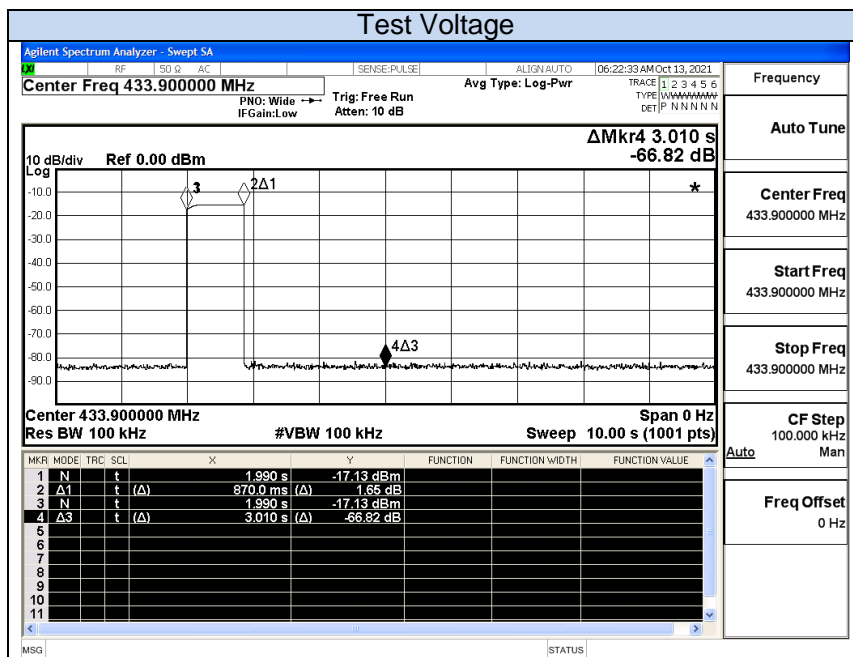 Test Voltage
Agilent Spectrum Analyzer - Swept SA
LXI RF 50 Ω AC SENSE:PULSE ALIGN AUTO 06:22:33 AM Oct 13, 2021
Center Freq 433.900000 MHz
PNO: Wide
IFGain:Low
Trig: Free Run
Atten: 10 dB
Avg Type: Log-Pwr
TRACE 1 2 3 4 5 6
TYPE WWWWWW
DET P N N N N N
ΔMkr4 3.010 s
-66.82 dB
10 dB/div Ref 0.00 dBm
Log
-10.0
-20.0
-30.0
-40.0
-50.0
-60.0
-70.0
-80.0
-90.0
3
2Δ1
*
4Δ3
Center 433.900000 MHz Span 0 Hz
Res BW 100 kHz #VBW 100 kHz Sweep 10.00 s (1001 pts)
MKR MODE TRC SCL X Y FUNCTION FUNCTION WIDTH FUNCTION VALUE
1 N t 1.990 s -17.13 dBm
2 Δ1 t (Δ) 870.0 ms (Δ) 1.65 dB
3 N t 1.990 s -17.13 dBm
4 Δ3 t (Δ) 3.010 s (Δ) -66.82 dB
5
6
7
8
9
10
11
MSG STATUS
Frequency
Auto Tune
Center Freq
433.900000 MHz
Start Freq
433.900000 MHz
Stop Freq
433.900000 MHz
CF Step
100.000 kHz
Auto Man
Freq Offset
0 Hz